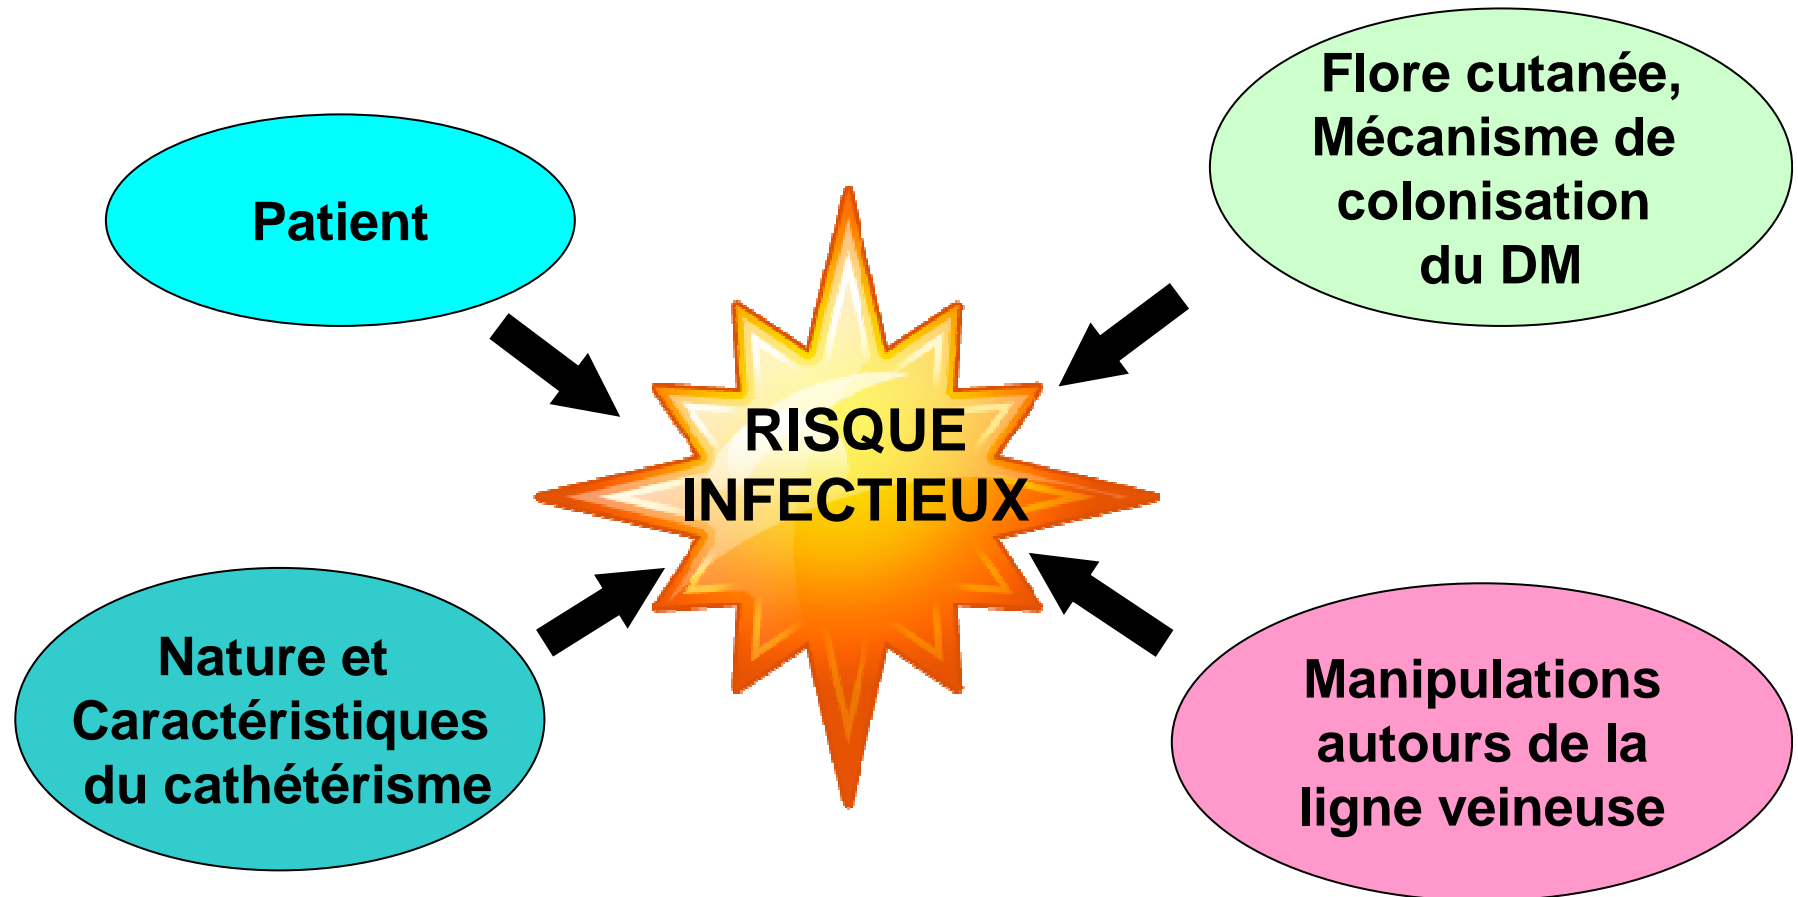 Patient
Flore cutanée,
Mécanisme de
colonisation
du DM
RISQUE
INFECTIEUX
Nature et
Caractéristiques
du cathétérisme
Manipulations
autours de la
ligne veineuse